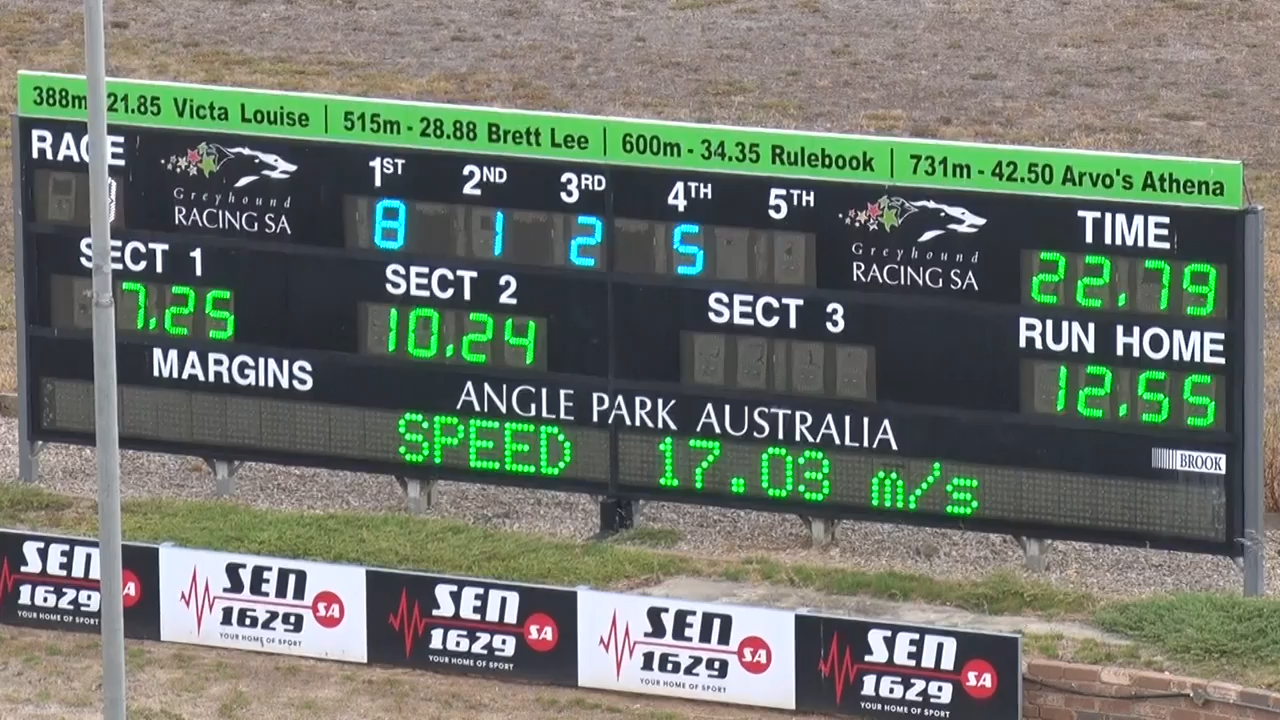 388m 21.85 Victa Louise | 515m - 28.88 Brett Lee | 600m - 34.35 Rulebook | 731m - 42.50 Arvo's Athena
RACE
Greyhound
RACING SA
1ST 2ND 3RD 4TH 5TH
8 1 2 5
Greyhound
RACING SA
TIME
22.79
SECT 1
7.25
SECT 2
10.24
SECT 3
RUN HOME
12.55
MARGINS
ANGLE PARK AUSTRALIA
SPEED 17.03 m/s
BROOK
SEN
1629 SA
YOUR HOME OF SPORT
SEN
1629 SA
YOUR HOME OF SPORT
SEN
1629 SA
YOUR HOME OF SPORT
SEN
1629 SA
YOUR HOME OF SPORT
SEN
1629 SA
YOUR HOME OF SPORT